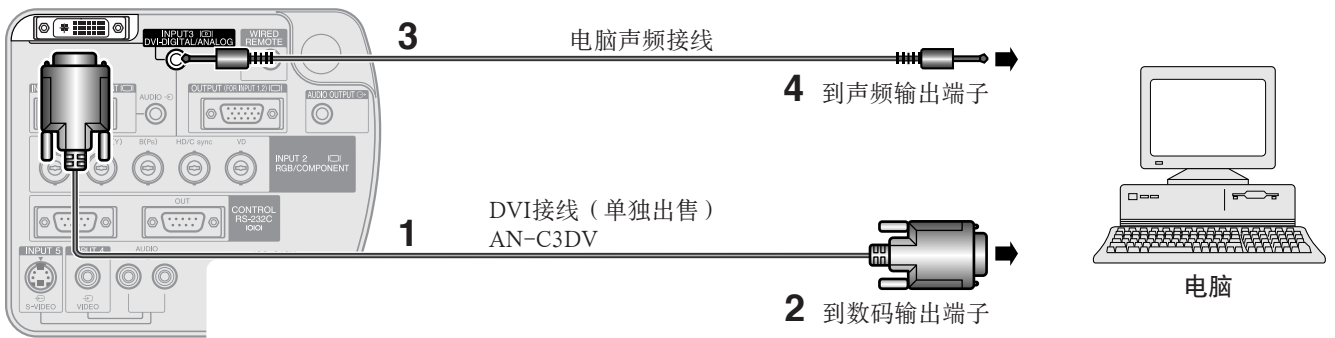 INPUT3
DVI-DIGITAL/ANALOG
WIRED
REMOTE
3
电脑声频接线
4 到声频输出端子
AUDIO
OUTPUT (FOR INPUT 1,2)
AUDIO OUTPUT
B(PB)
HD/C sync
VD
INPUT 2
RGB/COMPONENT
OUT
CONTROL
RS-232C
1
DVI接线（单独出售）
AN-C3DV
INPUT 5
AUDIO
S-VIDEO
VIDEO
2 到数码输出端子
电脑